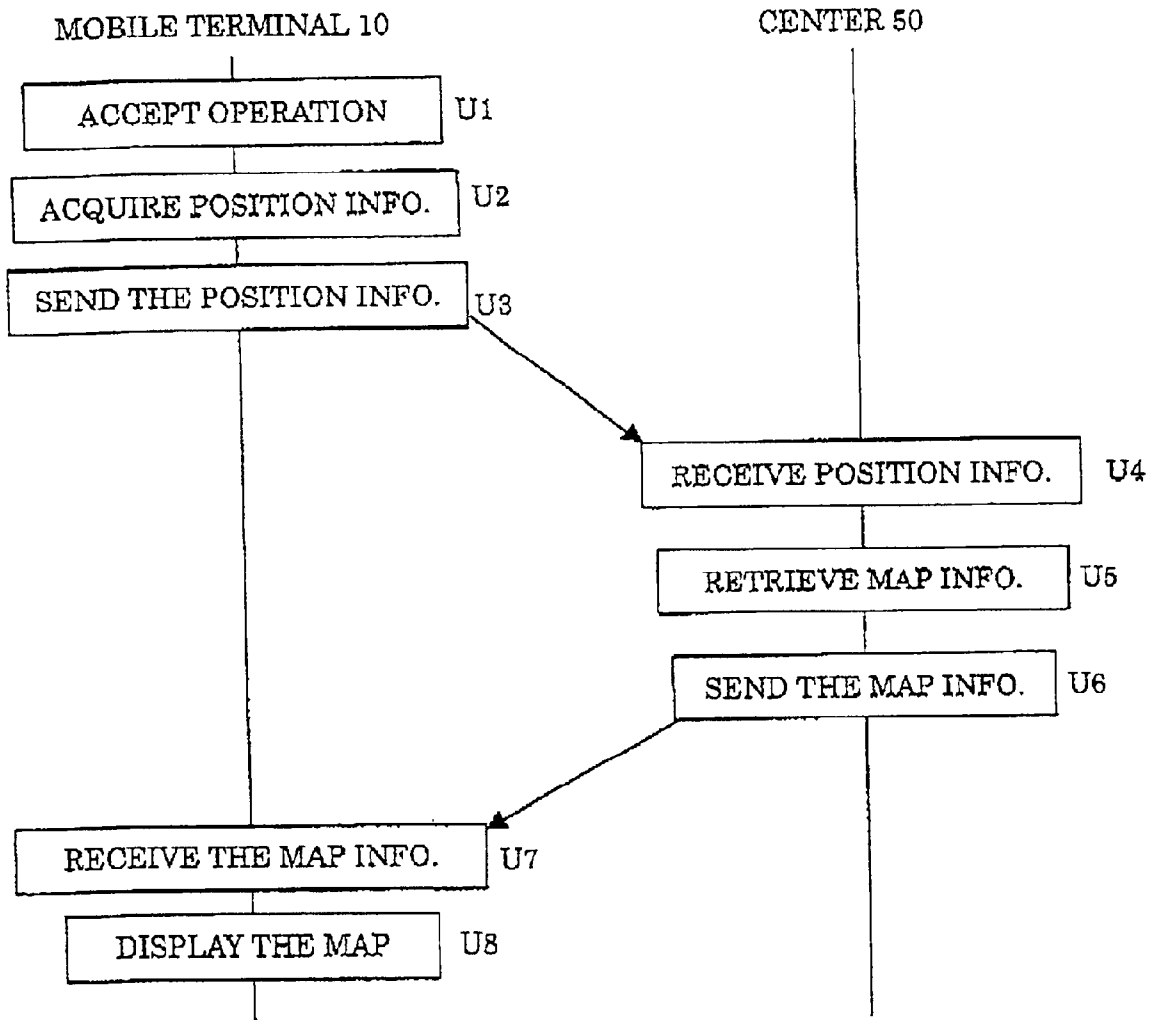 MOBILE TERMINAL 10
CENTER 50
ACCEPT OPERATION U1
ACQUIRE POSITION INFO. U2
SEND THE POSITION INFO. U3
RECEIVE POSITION INFO. U4
RETRIEVE MAP INFO. U5
SEND THE MAP INFO. U6
RECEIVE THE MAP INFO. U7
DISPLAY THE MAP U8